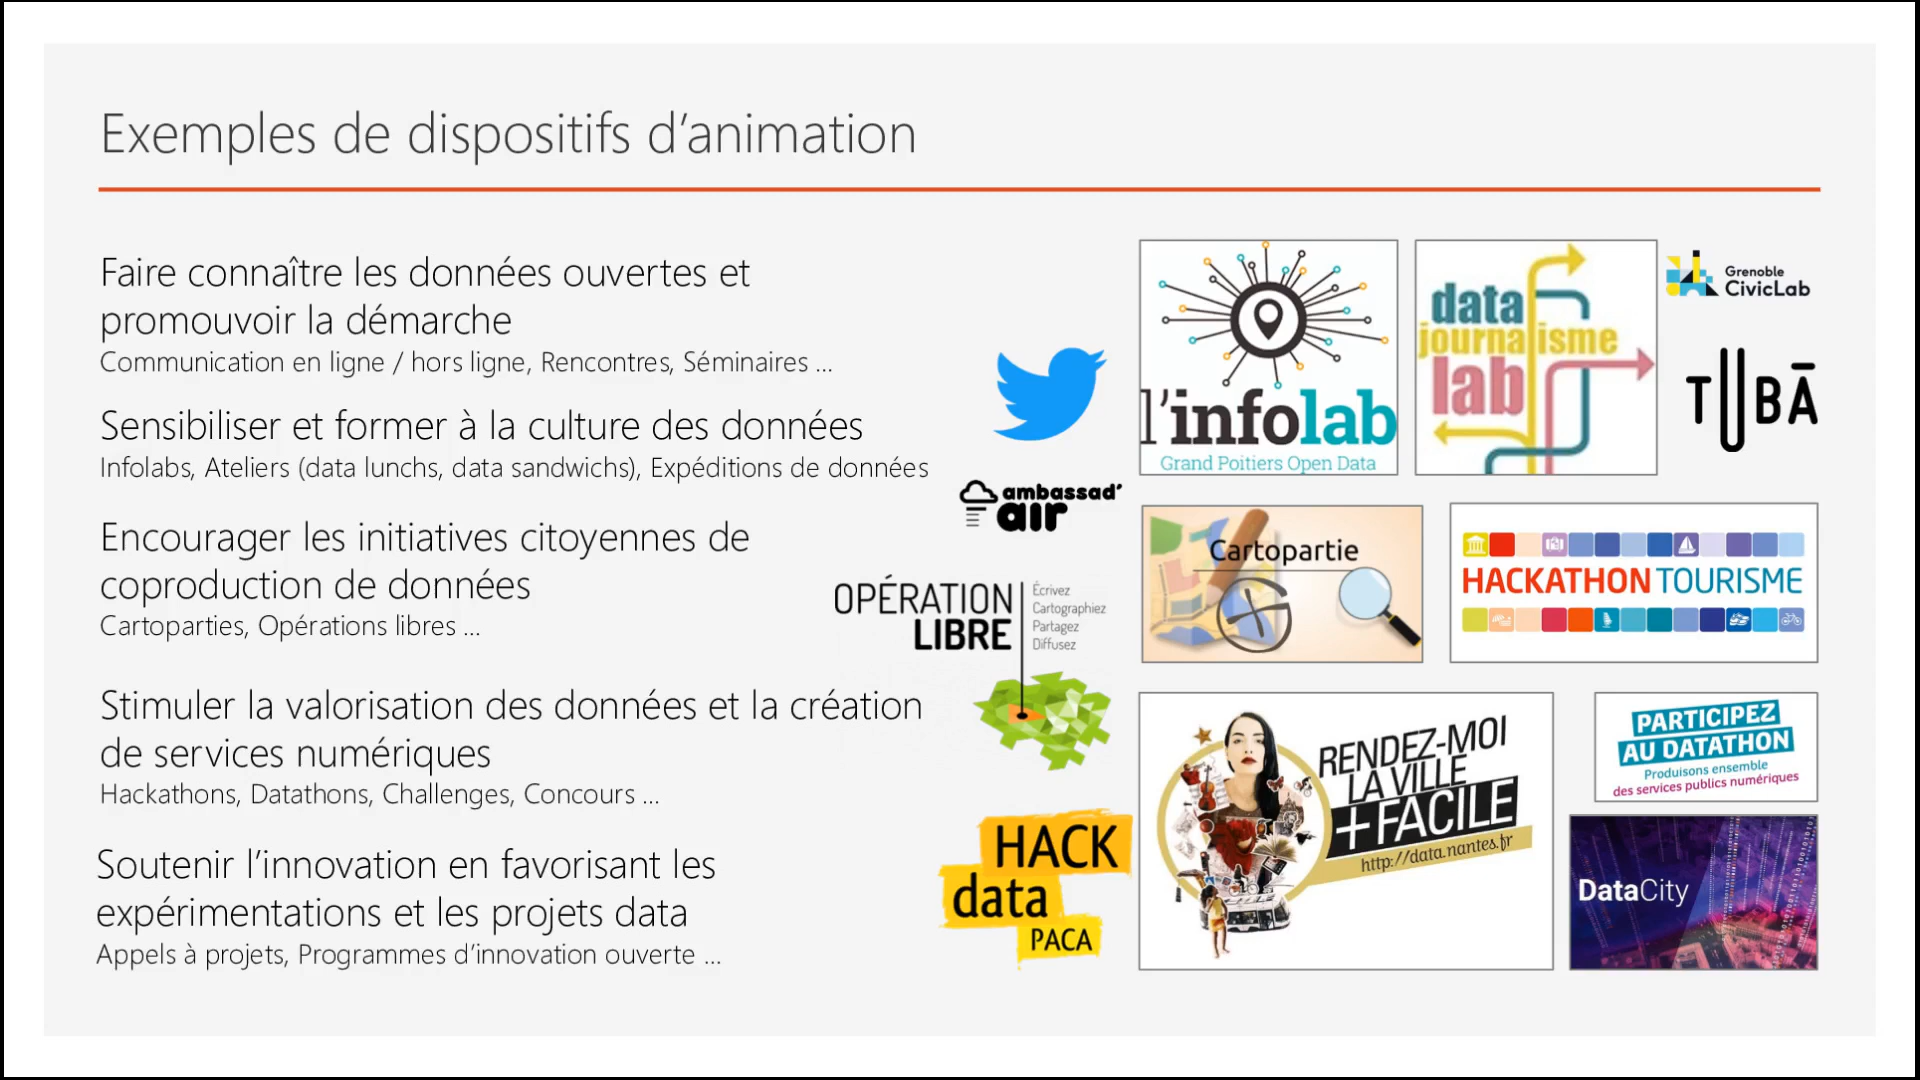 Exemples de dispositifs d’animation
Faire connaître les données ouvertes et
promouvoir la démarche
Communication en ligne / hors ligne, Rencontres, Séminaires ...
Sensibiliser et former à la culture des données
Infolabs, Ateliers (data lunchs, data sandwichs), Expéditions de données
Encourager les initiatives citoyennes de
coproduction de données
Cartoparties, Opérations libres ...
Stimuler la valorisation des données et la création
de services numériques
Hackathons, Datathons, Challenges, Concours ...
Soutenir l’innovation en favorisant les
expérimentations et les projets data
Appels à projets, Programmes d’innovation ouverte ...
l’infolab
Grand Poitiers Open Data
data
journalisme
lab
Grenoble
CivicLab
TUBĀ
ambassad’
air
OPÉRATION
LIBRE
Écrivez
Cartographiez
Partagez
Diffusez
Cartopartie
HACKATHON TOURISME
HACK
data
PACA
RENDEZ-MOI
LA VILLE
+FACILE
http://data.nantes.fr
PARTICIPEZ
AU DATATHON
Produisons ensemble
des services publics numériques
DataCity